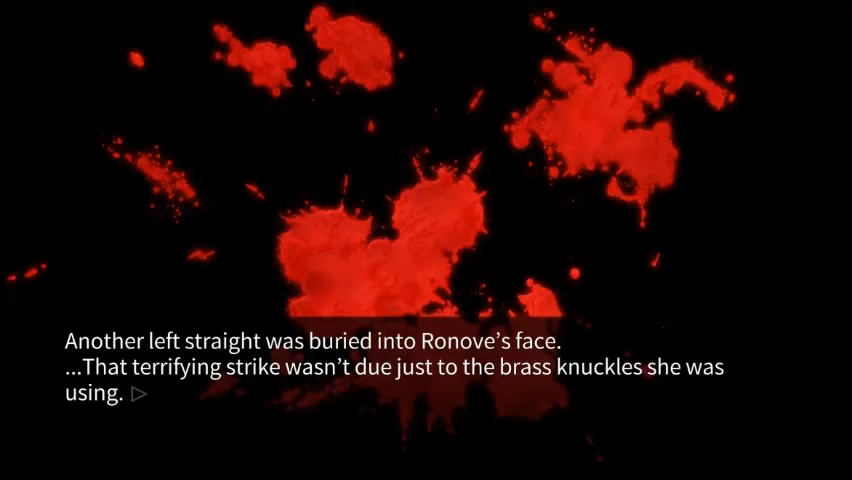 Another left straight was buried into Ronove’s face.
...That terrifying strike wasn’t due just to the brass knuckles she was
using.